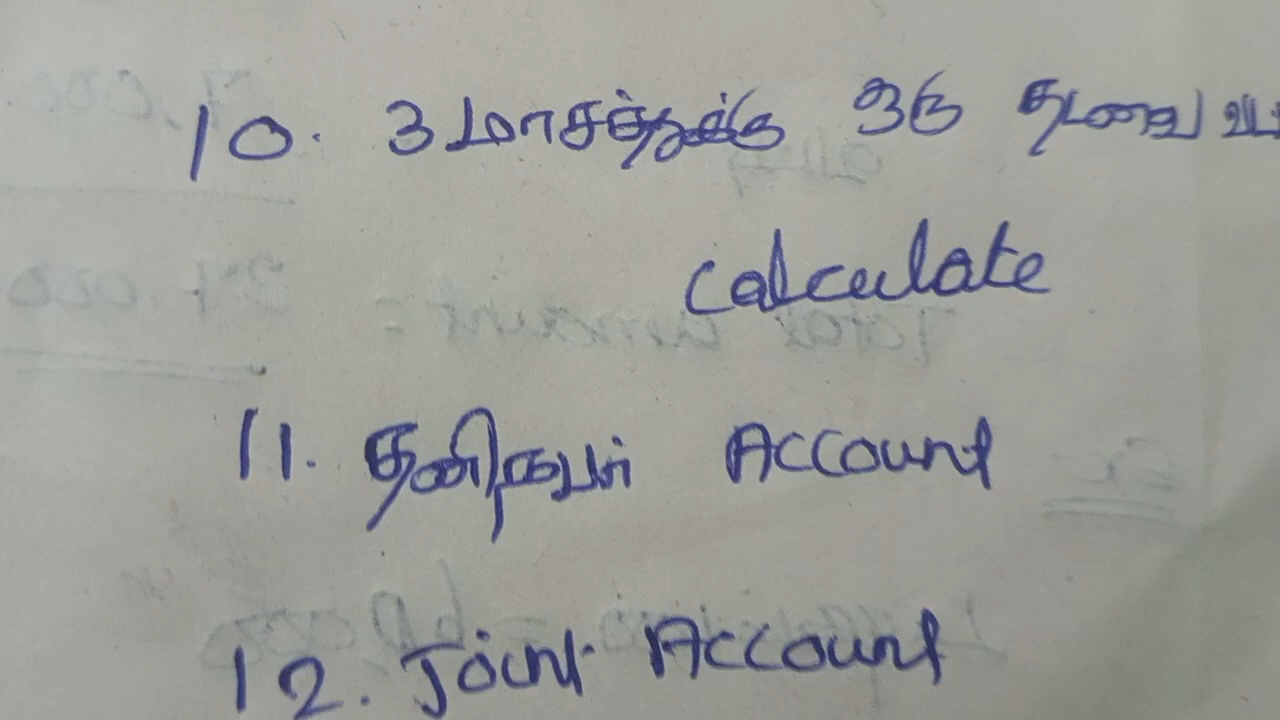 10. 3 மாசத்துக்கு ஒரு தடவை
calculate
11. தனிநபர் Account
12. Joint Account